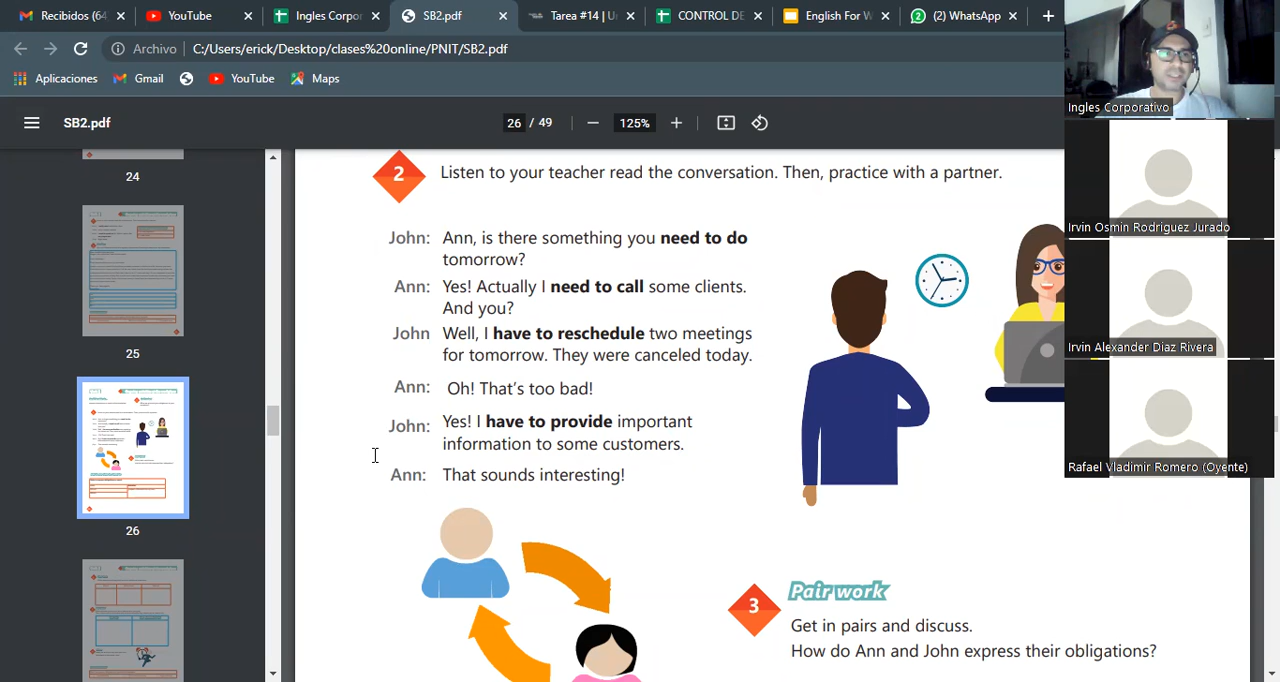 Recibidos (64
YouTube
Ingles Corpor
SB2.pdf
Tarea #14 | U
CONTROL DE
English For W
(2) WhatsApp
Archivo
C:/Users/erick/Desktop/clases%20online/PNIT/SB2.pdf
Aplicaciones
Gmail
YouTube
Maps
SB2.pdf
26 / 49
125%
24
25
26
2
Listen to your teacher read the conversation. Then, practice with a partner.
John: Ann, is there something you need to do
tomorrow?
Ann: Yes! Actually I need to call some clients.
And you?
John Well, I have to reschedule two meetings
for tomorrow. They were canceled today.
Ann: Oh! That's too bad!
John: Yes! I have to provide important
information to some customers.
Ann: That sounds interesting!
3
Pair work
Get in pairs and discuss.
How do Ann and John express their obligations?
Ingles Corporativo
Irvin Osmin Rodriguez Jurado
Irvin Alexander Diaz Rivera
Rafael Vladimir Romero (Oyente)